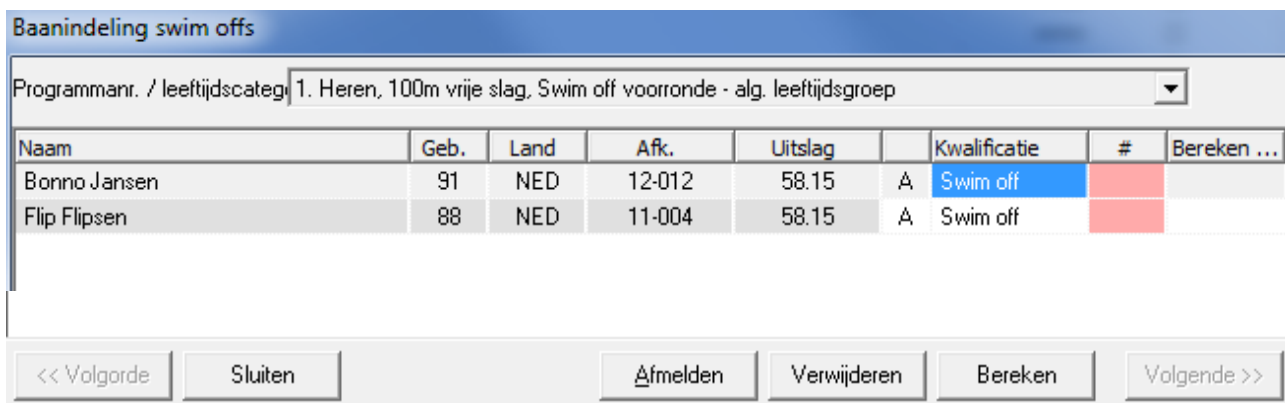 Baanindeling swim offs
Programmanr. / leeftijdscateg 1. Heren, 100m vrije slag, Swim off voorronde - alg. leeftijdsgroep
Naam Geb. Land Afk. Uitslag Kwalificatie # Bereken ...
Bonno Jansen 91 NED 12-012 58.15 A Swim off
Flip Flipsen 88 NED 11-004 58.15 A Swim off
<< Volgorde Sluiten Afmelden Verwijderen Bereken Volgende >>